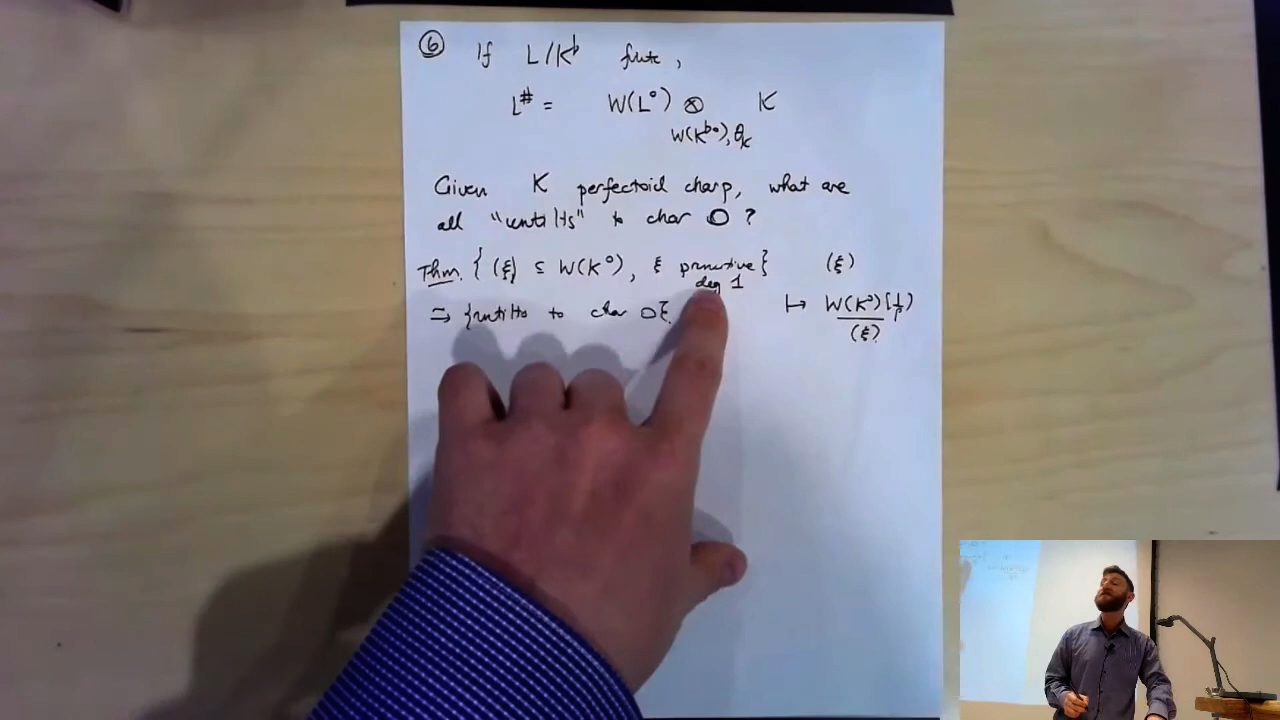 ⑥ If L/K^♭ finite,
L^# = W(L°) ⊗ K
W(K^♭°), θ_K
Given K perfectoid char p, what are
all "untilts" to char 0?
Thm. { (ξ) ⊆ W(K°), ξ primitive } (ξ)
deg 1
⇒ {untilts to char 0}. ↦ W(K°)[1/p]
(ξ)